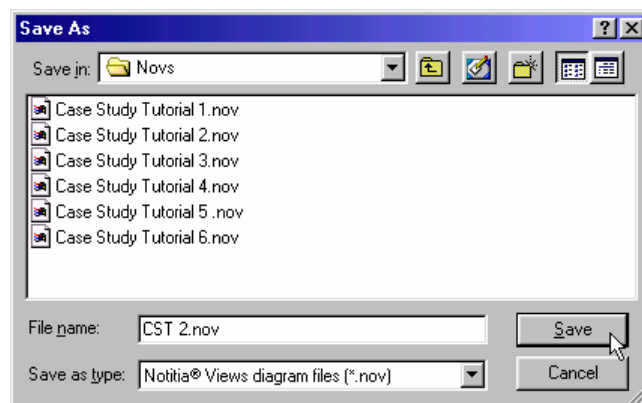 Save As
Save in: Novs
Case Study Tutorial 1.nov
Case Study Tutorial 2.nov
Case Study Tutorial 3.nov
Case Study Tutorial 4.nov
Case Study Tutorial 5 .nov
Case Study Tutorial 6.nov
File name: CST 2.nov Save
Save as type: Notitia® Views diagram files (*.nov) Cancel